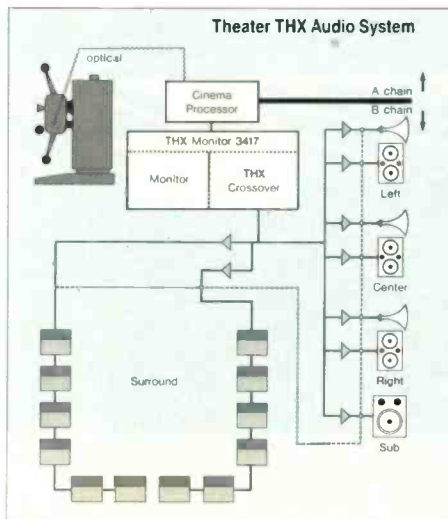 Theater THX Audio System
optical
Cinema
Processor
A chain
B chain
THX Monitor 3417
Monitor
THX
Crossover
Left
Center
Surround
Right
Sub